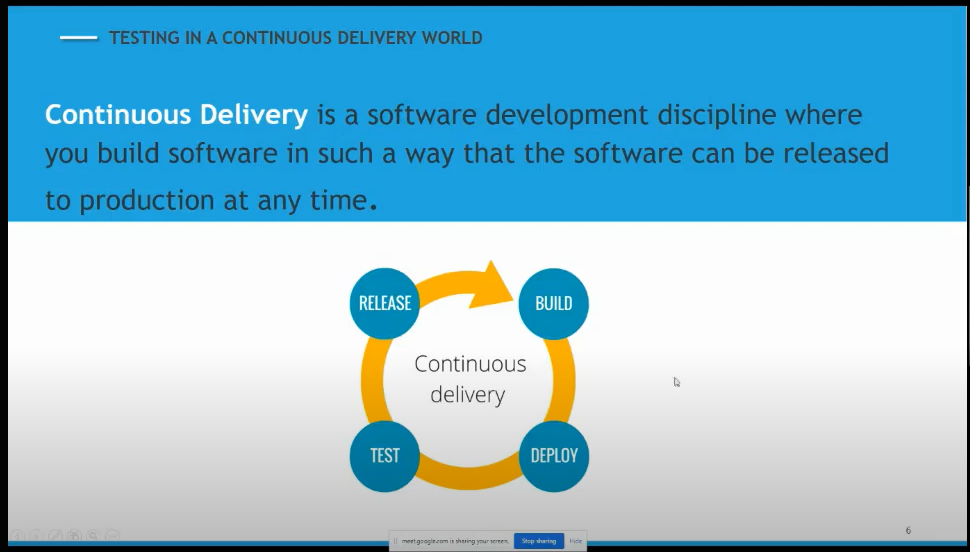 TESTING IN A CONTINUOUS DELIVERY WORLD
Continuous Delivery is a software development discipline where
you build software in such a way that the software can be released
to production at any time.
RELEASE
BUILD
Continuous
delivery
TEST
DEPLOY
6
meet.google.com is sharing your screen.
Stop sharing
Hide